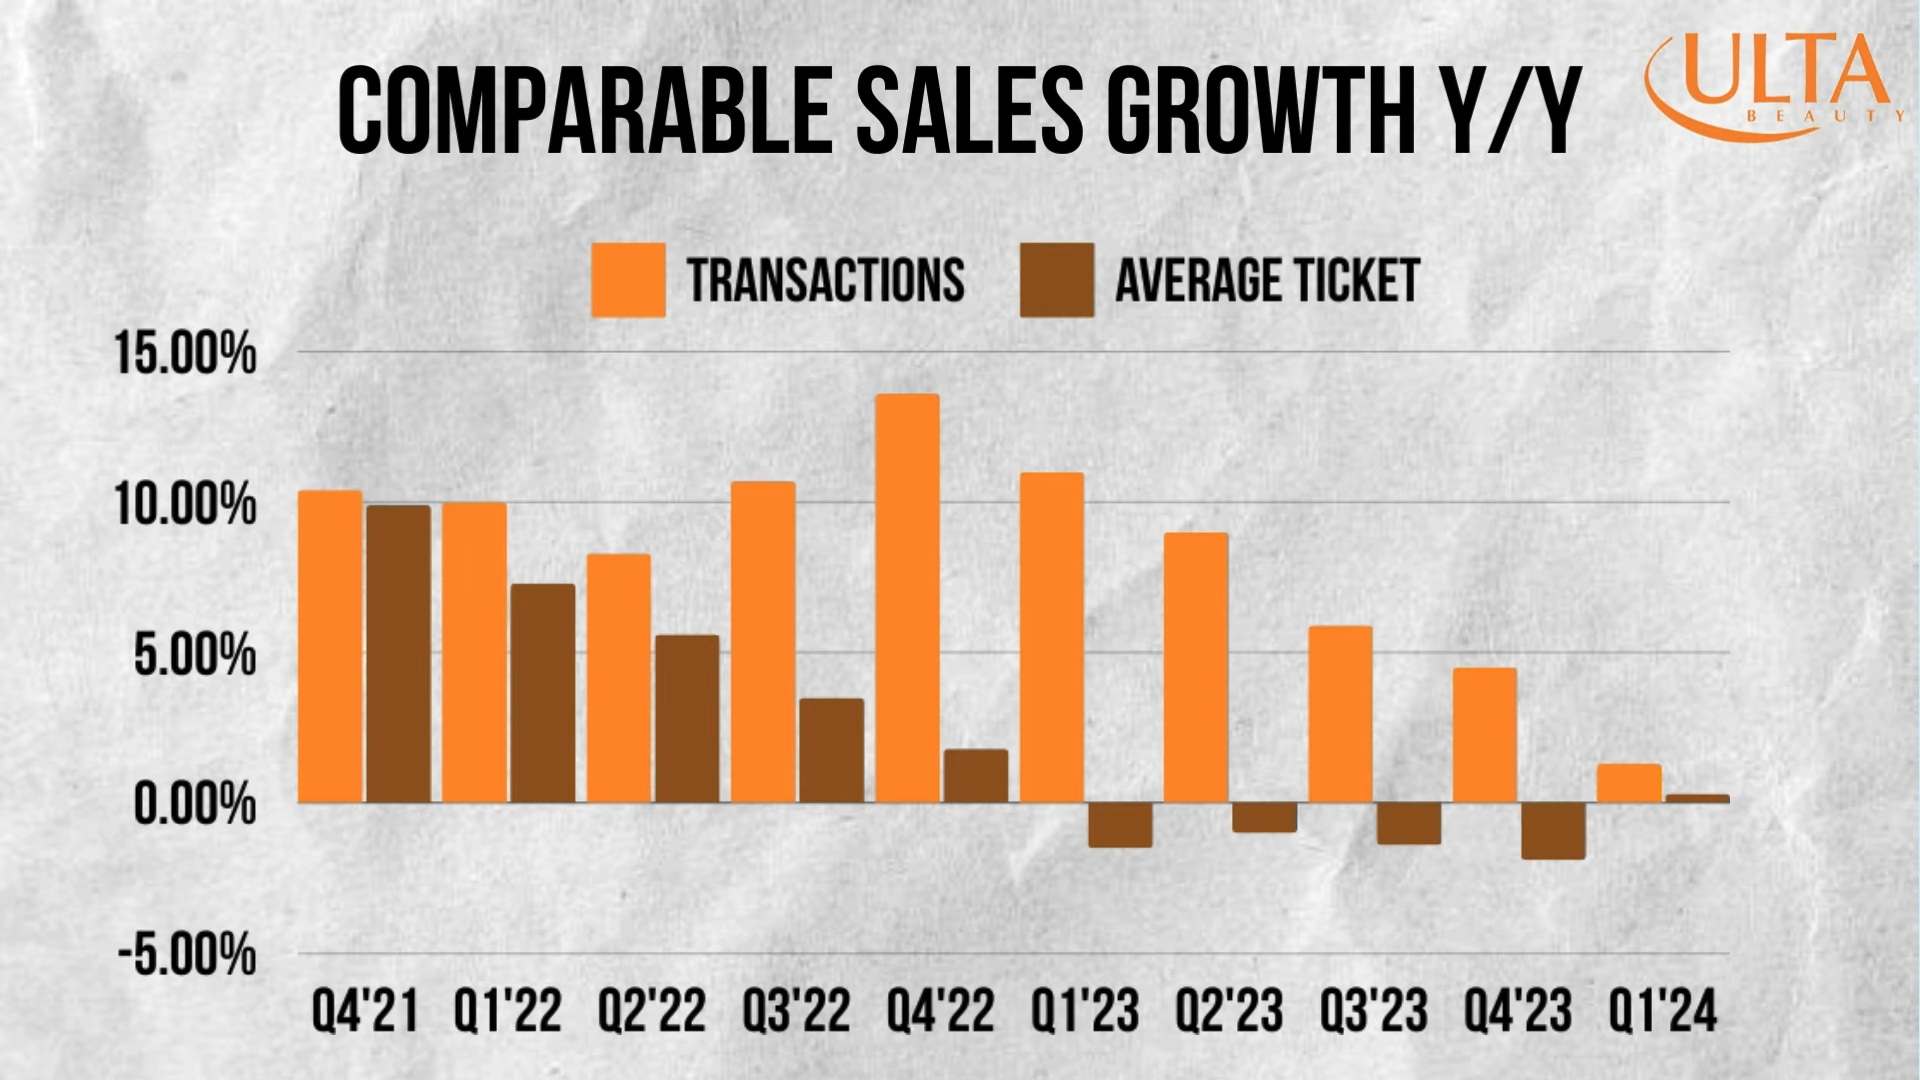 COMPARABLE SALES GROWTH Y/Y
ULTA
BEAUTY
TRANSACTIONS
AVERAGE TICKET
15.00%
10.00%
5.00%
0.00%
-5.00%
Q4'21 Q1'22 Q2'22 Q3'22 Q4'22 Q1'23 Q2'23 Q3'23 Q4'23 Q1'24